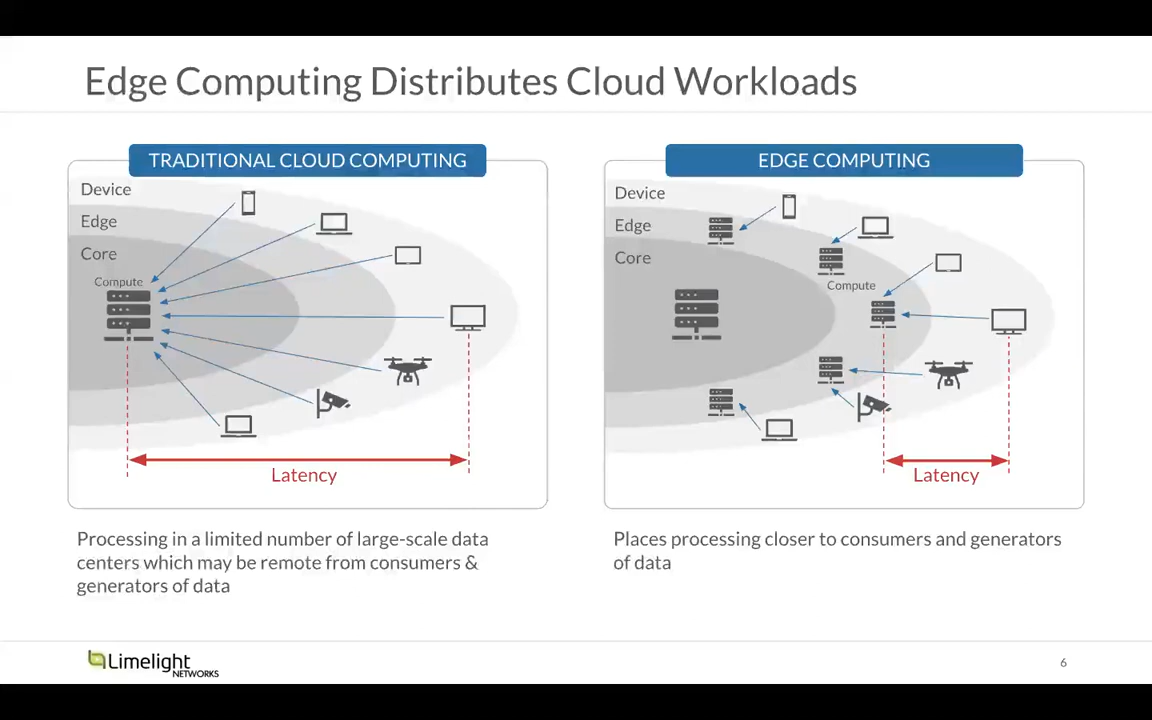 Edge Computing Distributes Cloud Workloads
TRADITIONAL CLOUD COMPUTING
Device
Edge
Core
Compute
Latency
Processing in a limited number of large-scale data
centers which may be remote from consumers &
generators of data
EDGE COMPUTING
Device
Edge
Core
Compute
Latency
Places processing closer to consumers and generators
of data
Limelight
NETWORKS
6